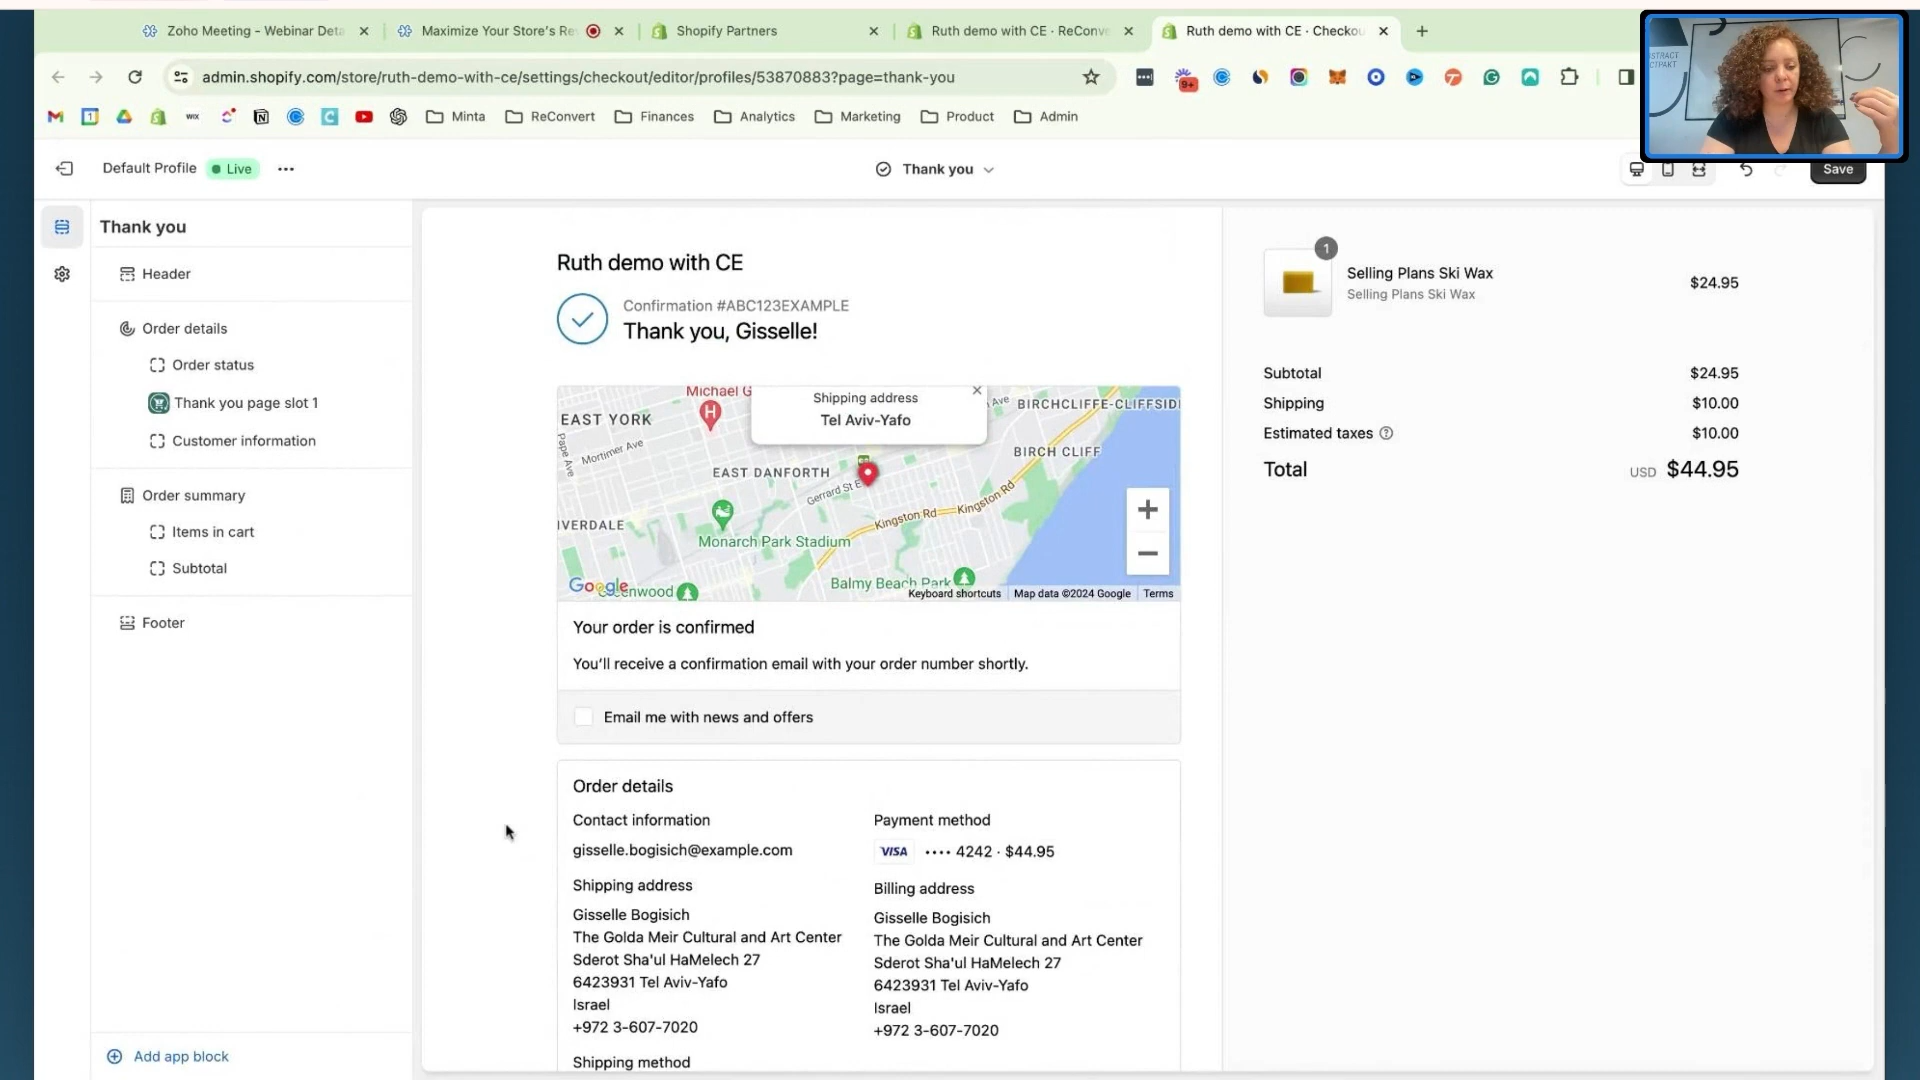 Zoho Meeting - Webinar Deta
Maximize Your Store's Re
Shopify Partners
Ruth demo with CE · ReConve
Ruth demo with CE · Checkou
admin.shopify.com/store/ruth-demo-with-ce/settings/checkout/editor/profiles/53870883?page=thank-you
9+
WIX
Minta
ReConvert
Finances
Analytics
Marketing
Product
Admin
Default Profile
Live
Thank you
Save
Thank you
Header
Order details
Order status
Thank you page slot 1
Customer information
Order summary
Items in cart
Subtotal
Footer
Add app block
Ruth demo with CE
Confirmation #ABC123EXAMPLE
Thank you, Gisselle!
Michael G
Shipping address
Tel Aviv-Yafo
Ave
BIRCHCLIFFE-CLIFFSID
EAST YORK
Pape Ave
Mortimer Ave
EAST DANFORTH
BIRCH CLIFF
Gerrard St E
Kingston Rd
Kingston Rd
IVERDALE
Monarch Park Stadium
Balmy Beach Park
Google
enwood
Keyboard shortcuts
Map data ©2024 Google
Terms
Your order is confirmed
You'll receive a confirmation email with your order number shortly.
Email me with news and offers
Order details
Contact information
gisselle.bogisich@example.com
Shipping address
Gisselle Bogisich
The Golda Meir Cultural and Art Center
Sderot Sha'ul HaMelech 27
6423931 Tel Aviv-Yafo
Israel
+972 3-607-7020
Shipping method
Payment method
VISA •••• 4242 · $44.95
Billing address
Gisselle Bogisich
The Golda Meir Cultural and Art Center
Sderot Sha'ul HaMelech 27
6423931 Tel Aviv-Yafo
Israel
+972 3-607-7020
1
Selling Plans Ski Wax
Selling Plans Ski Wax
$24.95
Subtotal $24.95
Shipping $10.00
Estimated taxes $10.00
Total USD $44.95